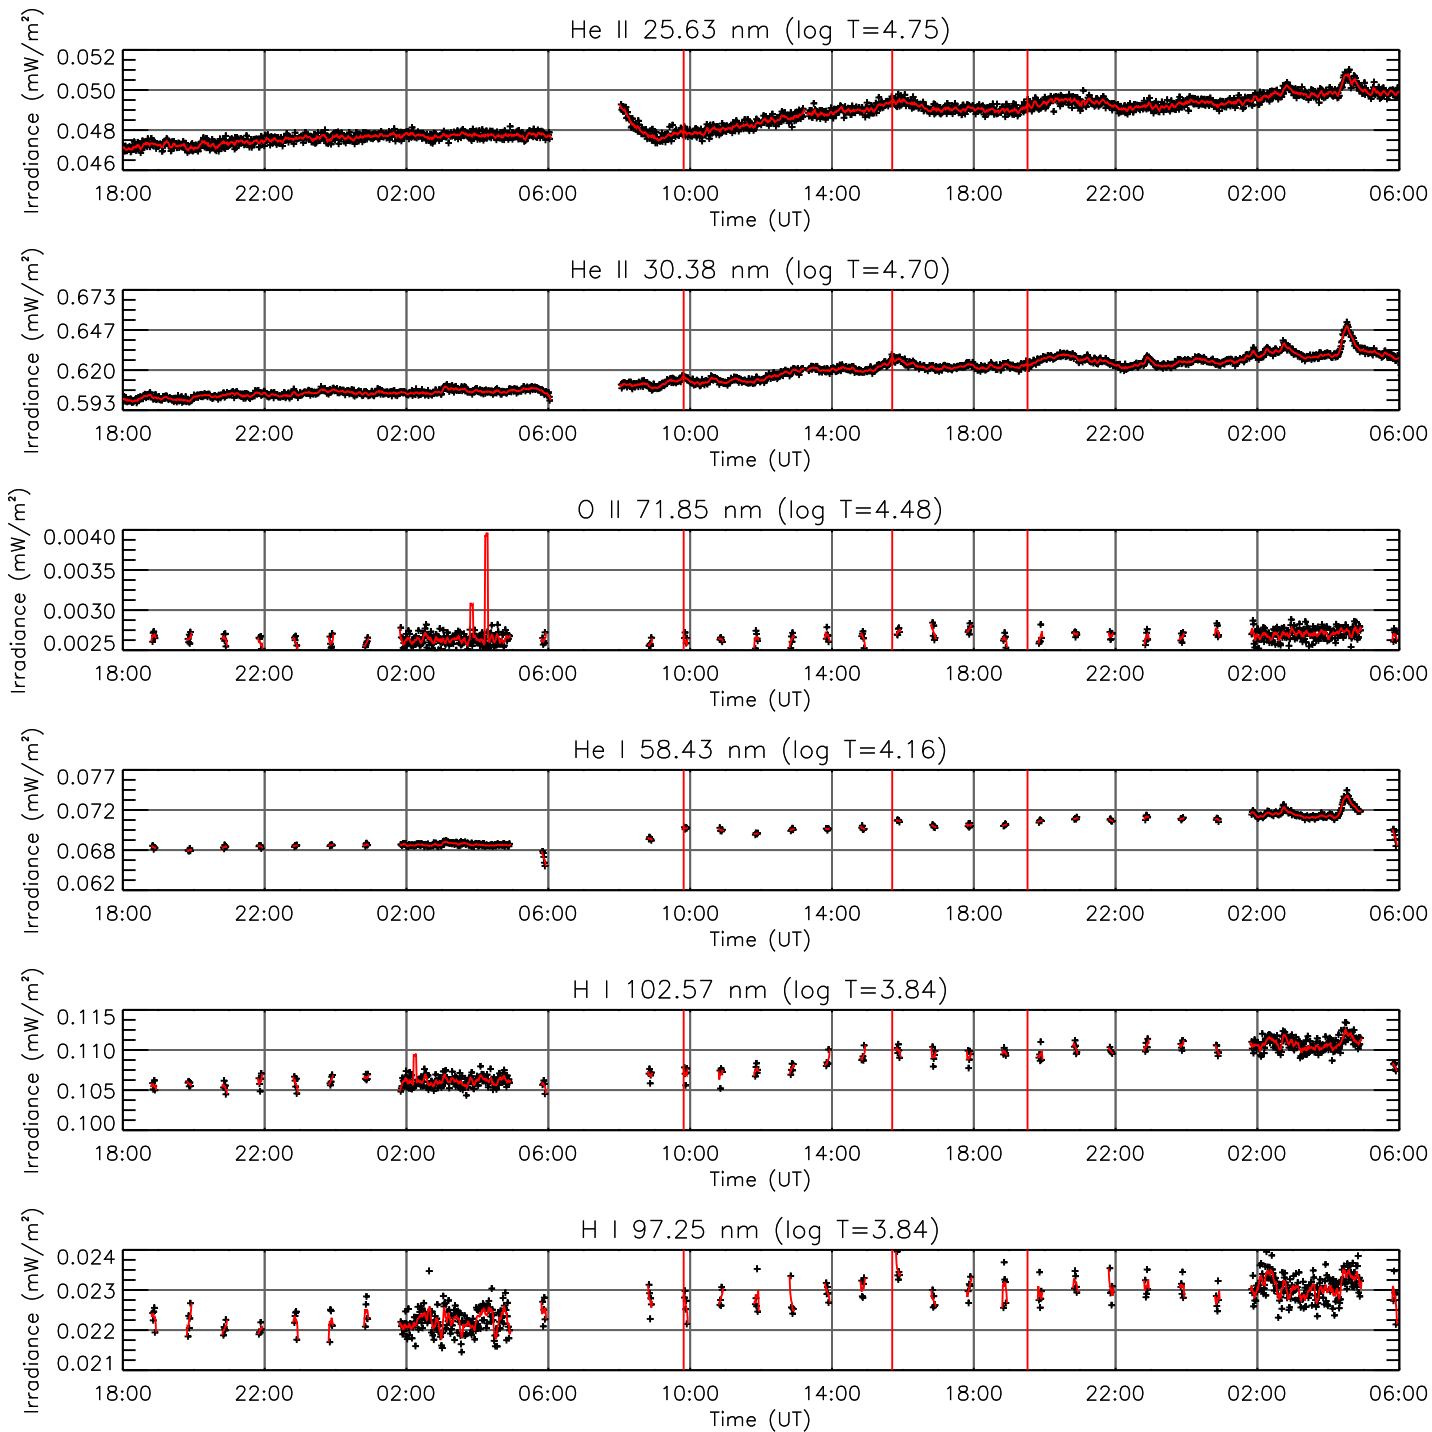 He II 25.63 nm (log T=4.75)
Irradiance (mW/m²)
0.052
0.050
0.048
0.046
18:00 22:00 02:00 06:00 10:00 14:00 18:00 22:00 02:00 06:00
Time (UT)
He II 30.38 nm (log T=4.70)
Irradiance (mW/m²)
0.673
0.647
0.620
0.593
18:00 22:00 02:00 06:00 10:00 14:00 18:00 22:00 02:00 06:00
Time (UT)
O II 71.85 nm (log T=4.48)
Irradiance (mW/m²)
0.0040
0.0035
0.0030
0.0025
18:00 22:00 02:00 06:00 10:00 14:00 18:00 22:00 02:00 06:00
Time (UT)
He I 58.43 nm (log T=4.16)
Irradiance (mW/m²)
0.077
0.072
0.068
0.062
18:00 22:00 02:00 06:00 10:00 14:00 18:00 22:00 02:00 06:00
Time (UT)
H I 102.57 nm (log T=3.84)
Irradiance (mW/m²)
0.115
0.110
0.105
0.100
18:00 22:00 02:00 06:00 10:00 14:00 18:00 22:00 02:00 06:00
Time (UT)
H I 97.25 nm (log T=3.84)
Irradiance (mW/m²)
0.024
0.023
0.022
0.021
18:00 22:00 02:00 06:00 10:00 14:00 18:00 22:00 02:00 06:00
Time (UT)